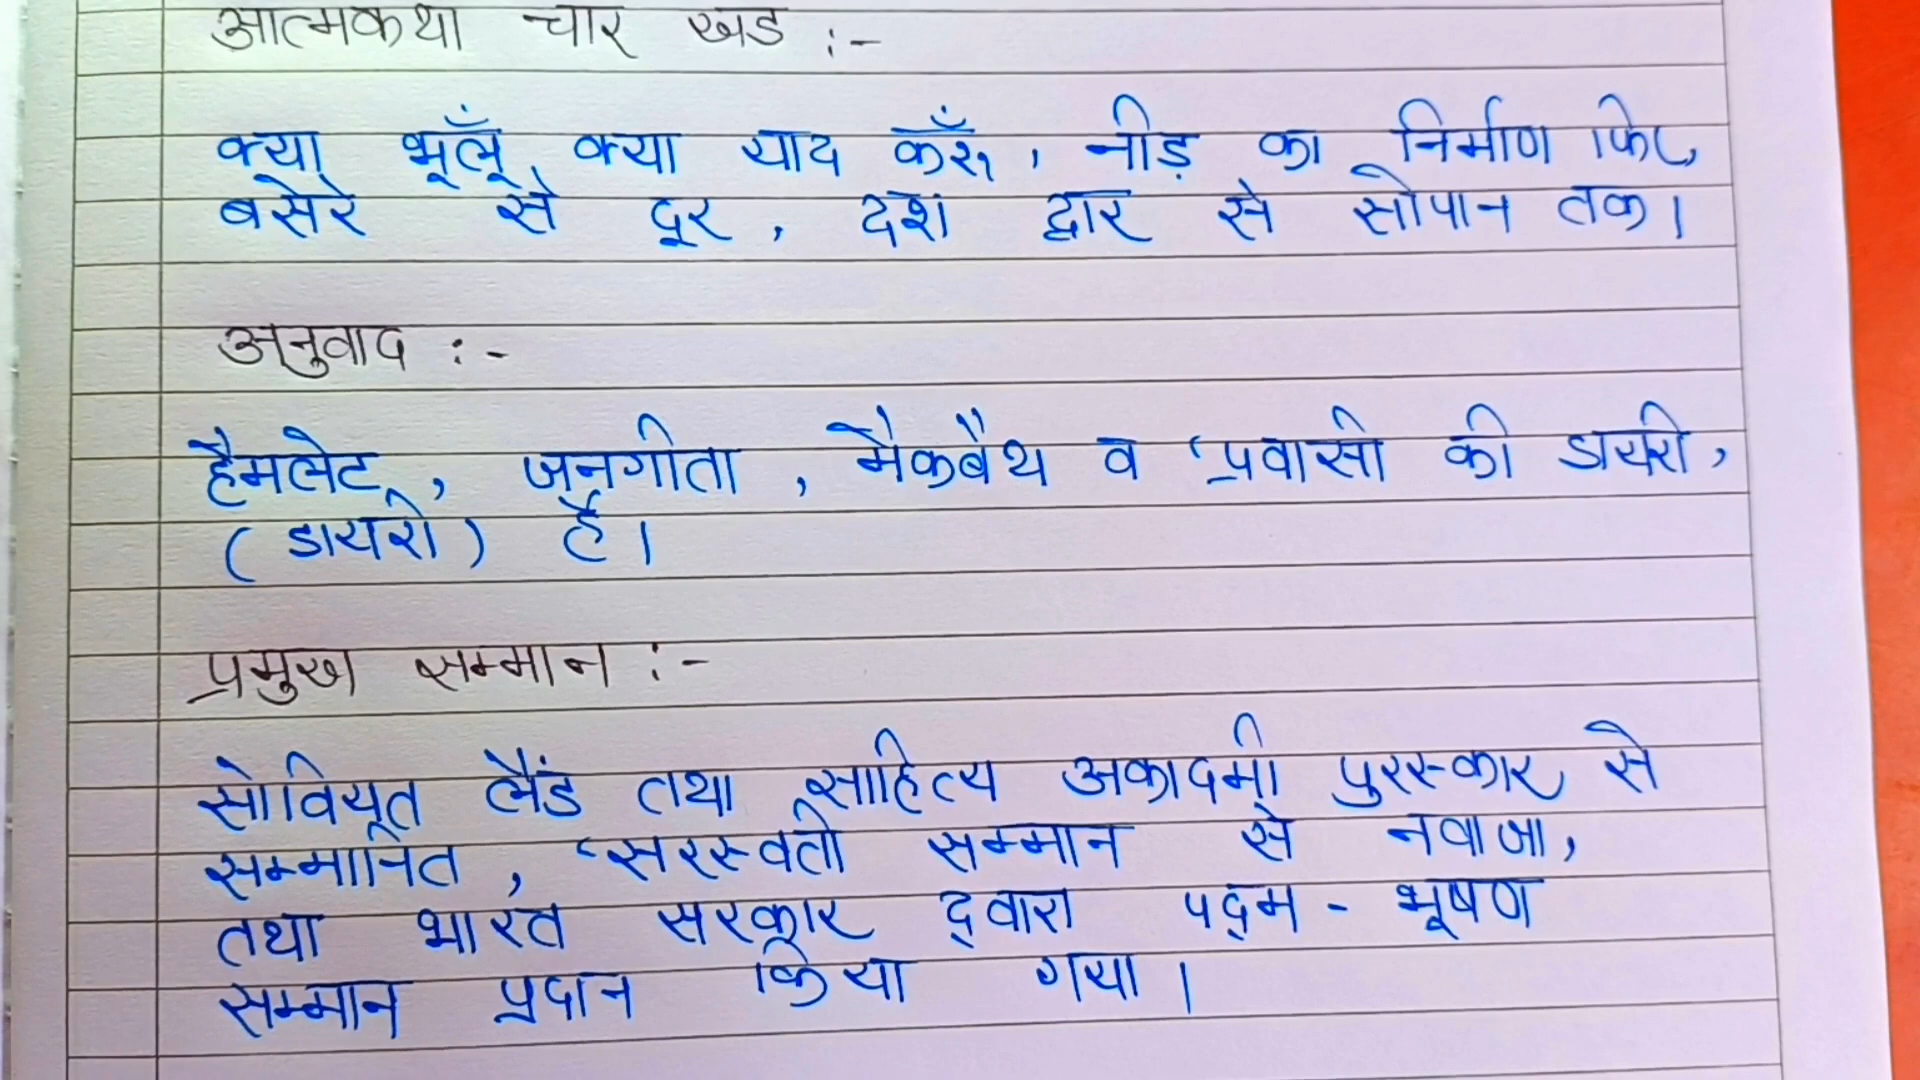 आत्मकथा चार खंड :-
क्या भूलूँ क्या याद करूँ, नीड़ का निर्माण फिर,
बसेरे से दूर, दश द्वार से सोपान तक।
अनुवाद :-
हैमलेट, जनगीता, मैकबैथ व 'प्रवासी की डायरी,
(डायरी) हैं।
प्रमुख सम्मान :-
सोवियत लैंड तथा साहित्य अकादमी पुरस्कार से
सम्मानित, 'सरस्वती सम्मान से नवाजा,
तथा भारत सरकार द्वारा पद्म - भूषण
सम्मान प्रदान किया गया।